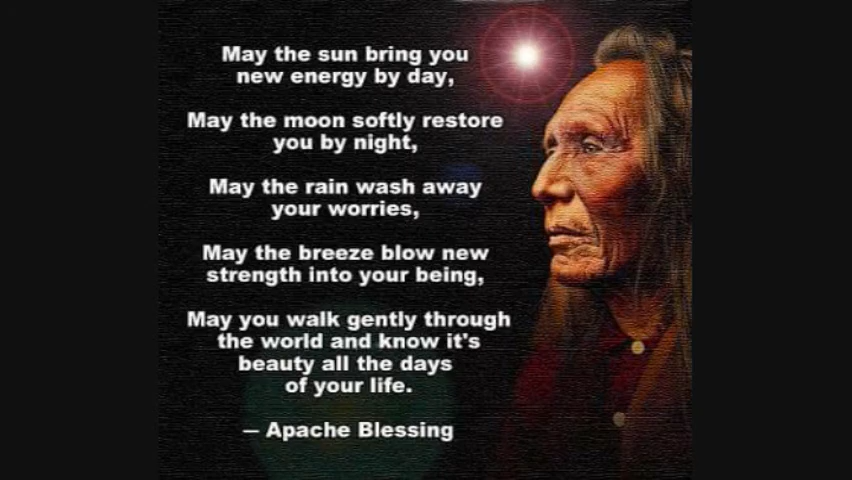 May the sun bring you
new energy by day,
May the moon softly restore
you by night,
May the rain wash away
your worries,
May the breeze blow new
strength into your being,
May you walk gently through
the world and know it's
beauty all the days
of your life.
— Apache Blessing